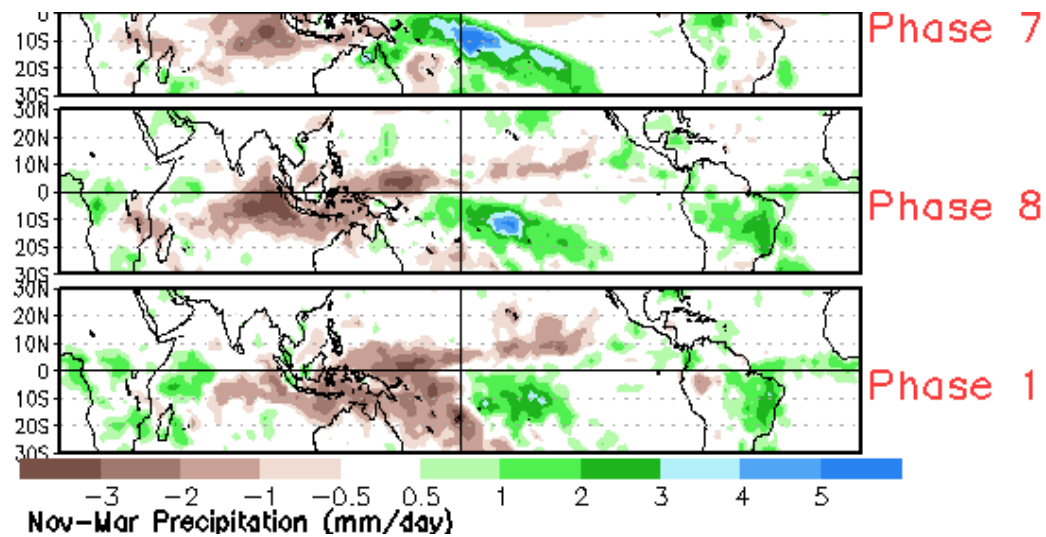 0
10S
20S
30S
Phase 7
30N
20N
10N
0
10S
20S
30S
Phase 8
30N
20N
10N
0
10S
20S
30S
Phase 1
−3 −2 −1 −0.5 0.5 1 2 3 4 5
Nov−Mar Precipitation (mm/day)